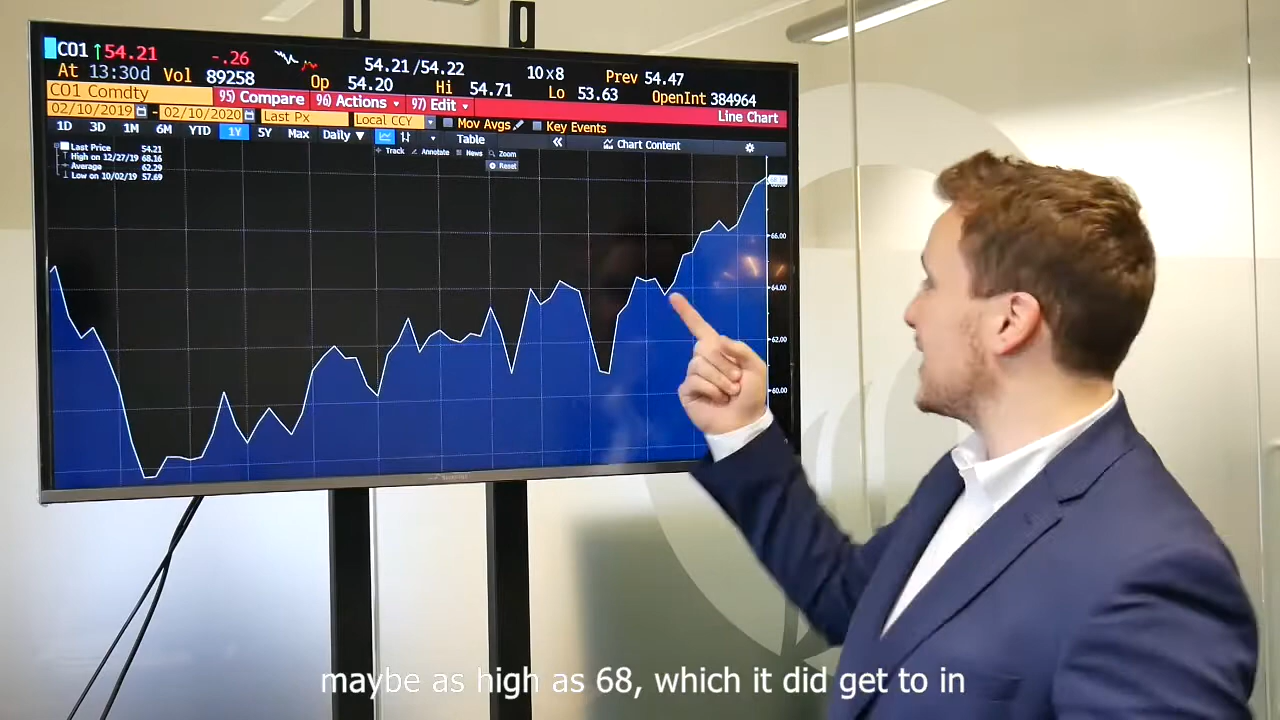 CO1 ↑54.21 -.26 54.21/54.22 10x8 Prev 54.47
At 13:30d Vol 89258 Op 54.20 Hi 54.71 Lo 53.63 OpenInt 384964
CO1 Comdty 95) Compare 96) Actions 97) Edit Line Chart
02/10/2019 - 02/10/2020 Last Px Local CCY Mov Avgs Key Events
1D 3D 1M 6M YTD 1Y 5Y Max Daily Table Chart Content
Track Annotate News Zoom
Reset
Last Price 54.21
High on 12/27/19 68.16
Average 62.29
Low on 10/02/19 57.69
66.00
64.00
62.00
60.00
maybe as high as 68, which it did get to in